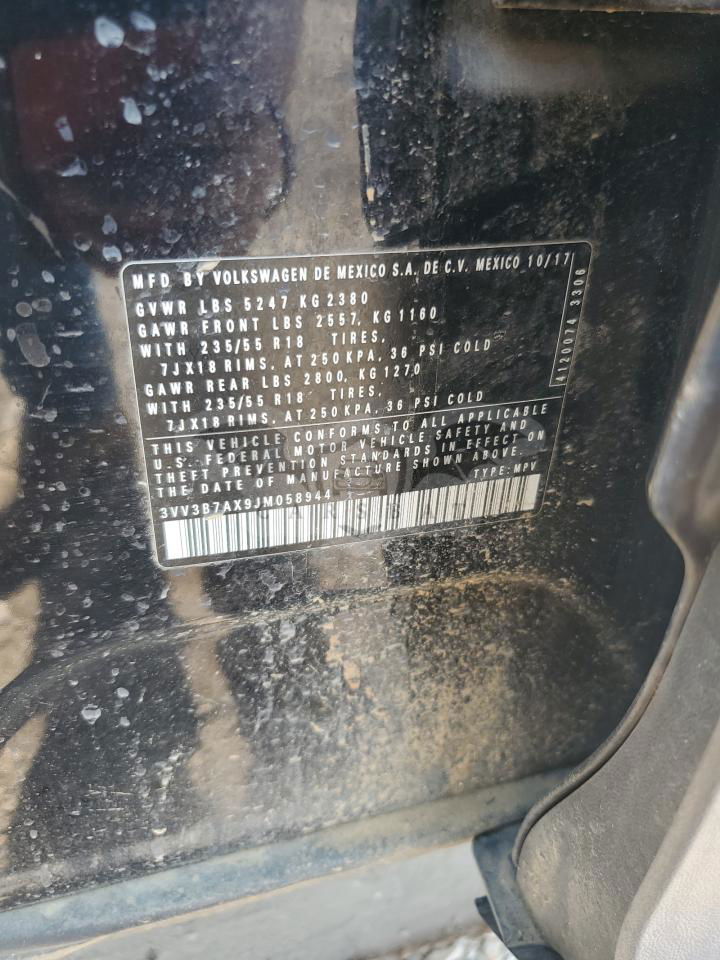 MFD. BY VOLKSWAGEN DE MEXICO S.A. DE C.V. MEXICO 10/17
GVWR LBS 5247 KG 2380
GAWR FRONT LBS 2557, KG 1160
WITH 235/55 R18 TIRES,
7JX18 RIMS, AT 250 KPA, 36 PSI COLD
GAWR REAR LBS 2800, KG 1270
WITH 235/55 R18 TIRES,
7JX18 RIMS, AT 250 KPA, 36 PSI COLD
4120074 3306
THIS VEHICLE CONFORMS TO ALL APPLICABLE
U.S. FEDERAL MOTOR VEHICLE SAFETY AND
THEFT PREVENTION STANDARDS IN EFFECT ON
THE DATE OF MANUFACTURE SHOWN ABOVE.
3VV3B7AX9JM058944 TYPE: MPV